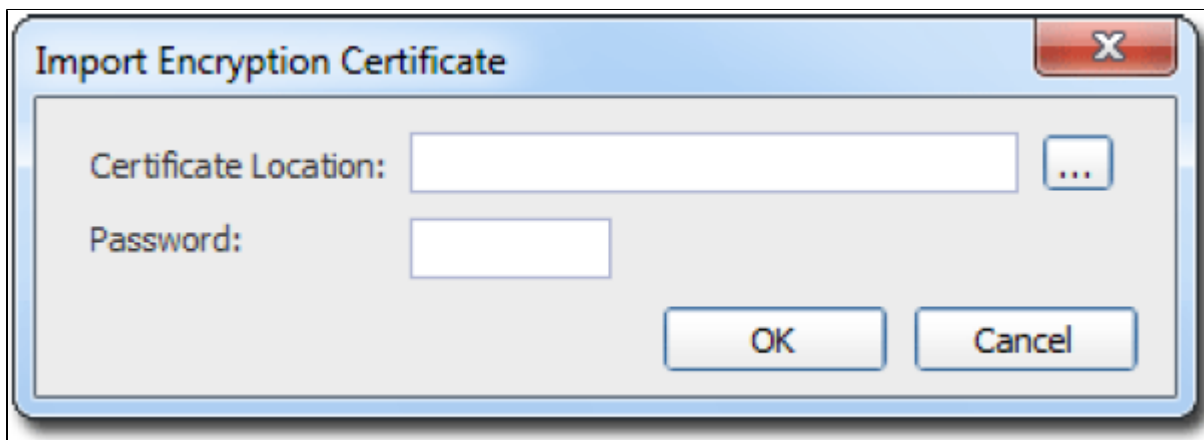 Import Encryption Certificate
Certificate Location:
...
Password:
OK Cancel